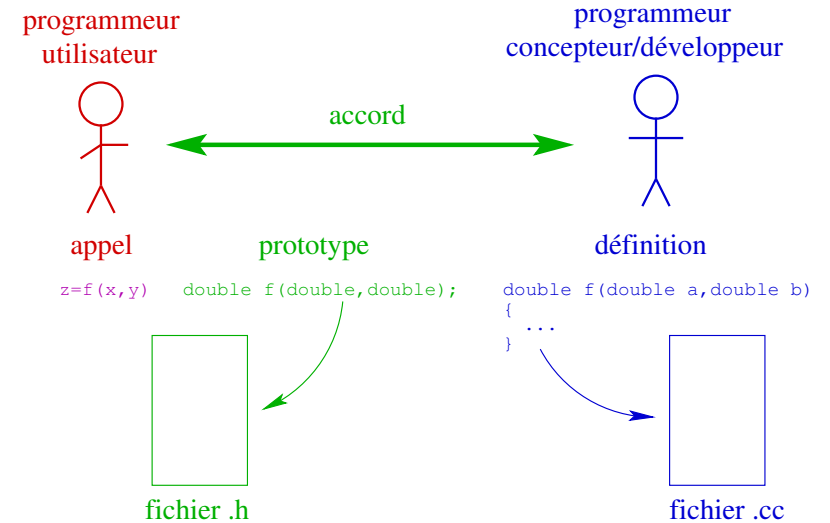 programmeur
utilisateur
programmeur
concepteur/développeur
accord
appel
prototype
définition
z=f(x,y)
double f(double,double);
double f(double a,double b)
{
...
}
fichier .h
fichier .cc